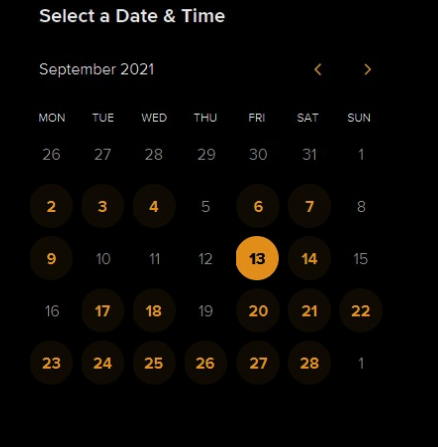 Select a Date & Time
September 2021
MON TUE WED THU FRI SAT SUN
26 27 28 29 30 31 1
2 3 4 5 6 7 8
9 10 11 12 13 14 15
16 17 18 19 20 21 22
23 24 25 26 27 28 1